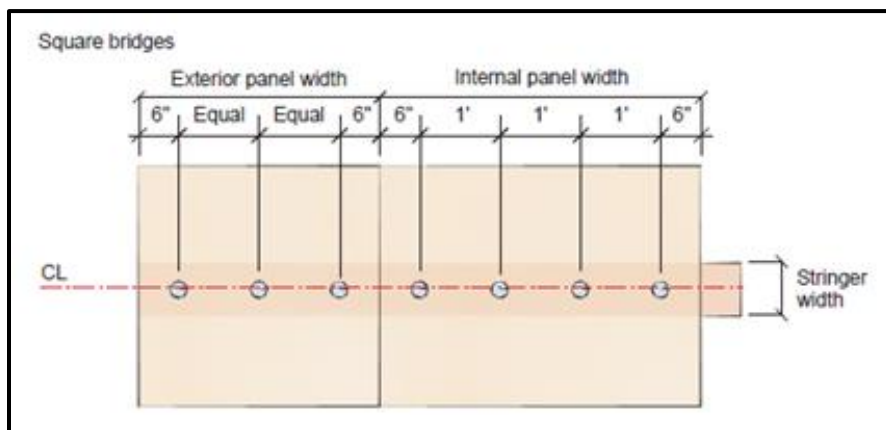 Square bridges
Exterior panel width
Internal panel width
6" Equal Equal 6" 6" 1' 1' 1' 6"
CL
Stringer
width